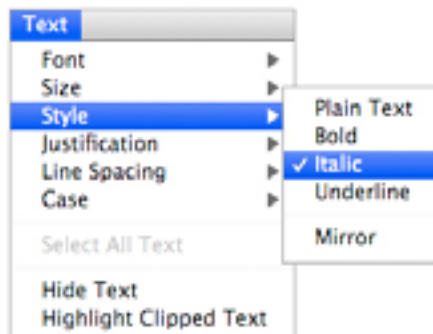 Text
Font
Size
Style
Justification
Line Spacing
Case
Select All Text
Hide Text
Highlight Clipped Text
Plain Text
Bold
Italic
Underline
Mirror